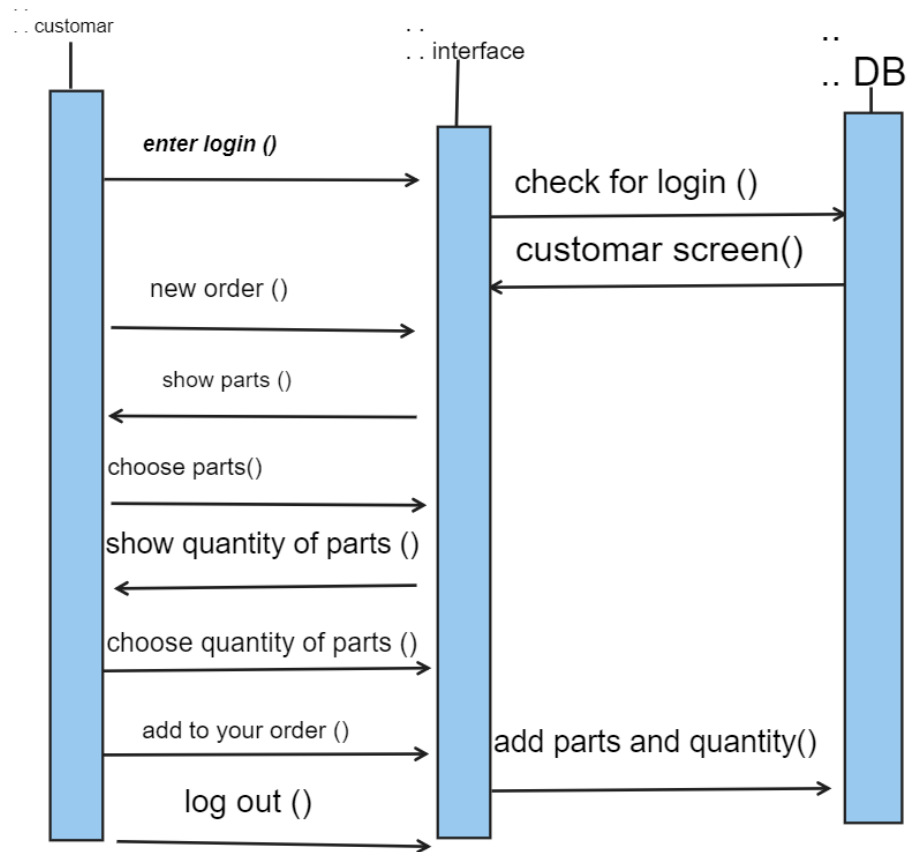 . .
. . customar
. .
. . interface
. .
. . DB
enter login ()
check for login ()
customar screen()
new order ()
show parts ()
choose parts()
show quantity of parts ()
choose quantity of parts ()
add to your order ()
add parts and quantity()
log out ()